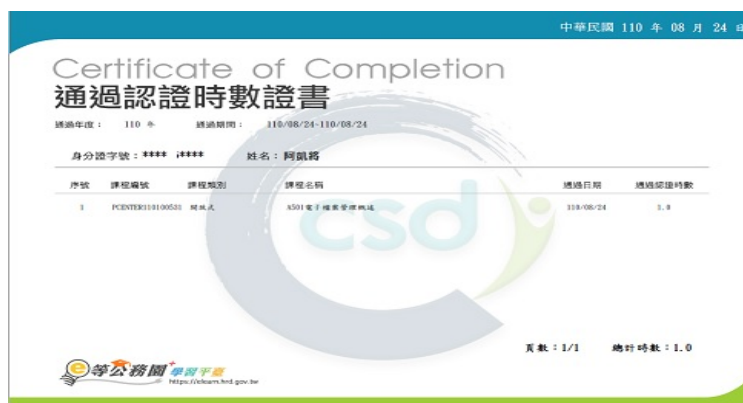 中華民國 110 年 08 月 24 日
Certificate of Completion
通過認證時數證書
通過年度： 110 年 通過期間： 110/08/24-110/08/24
身分證字號：**** ****  姓名：阿凱將
序號 課程編號 課程類別 課程名稱 通過日期 通過認證時數
1 PCENTER110100531 開放式 A501電子檔案管理概述 110/08/24 1.0
csd
頁數：1/1 總計時數：1.0
e等公務園+學習平臺
https://elearn.hrd.gov.tw